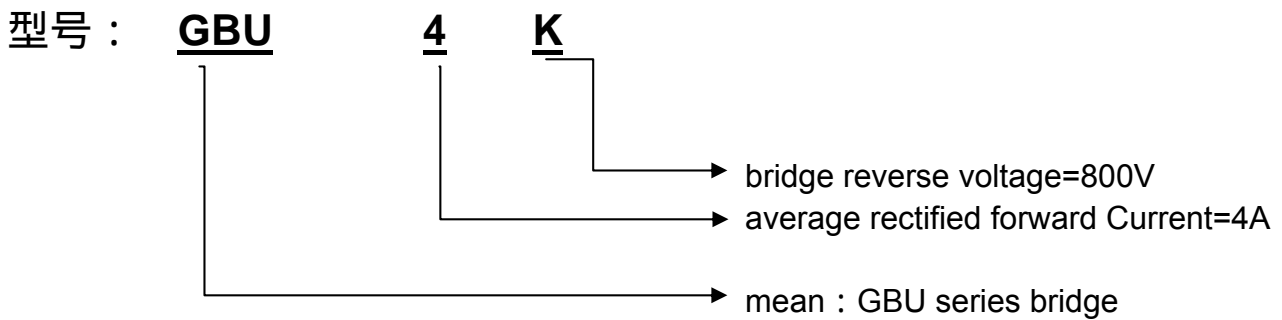 型号： GBU 4 K
bridge reverse voltage=800V
average rectified forward Current=4A
mean：GBU series bridge